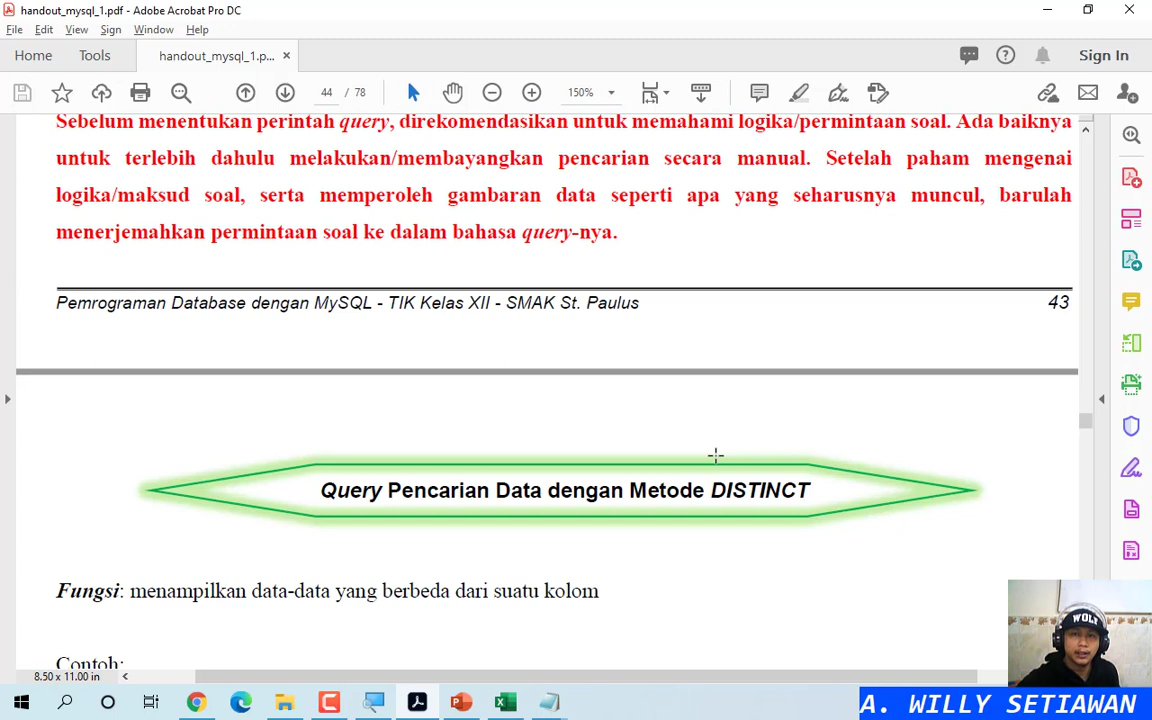 handout_mysql_1.pdf - Adobe Acrobat Pro DC
File Edit View Sign Window Help
Home Tools handout_mysql_1.p... × Sign In
44 / 78 150%
Sebelum menentukan perintah query, direkomendasikan untuk memahami logika/permintaan soal. Ada baiknya
untuk terlebih dahulu melakukan/membayangkan pencarian secara manual. Setelah paham mengenai
logika/maksud soal, serta memperoleh gambaran data seperti apa yang seharusnya muncul, barulah
menerjemahkan permintaan soal ke dalam bahasa query-nya.
Pemrograman Database dengan MySQL - TIK Kelas XII - SMAK St. Paulus 43
Query Pencarian Data dengan Metode DISTINCT
Fungsi: menampilkan data-data yang berbeda dari suatu kolom
Contoh:
8.50 x 11.00 in
WOLV
A. WILLY SETIAWAN